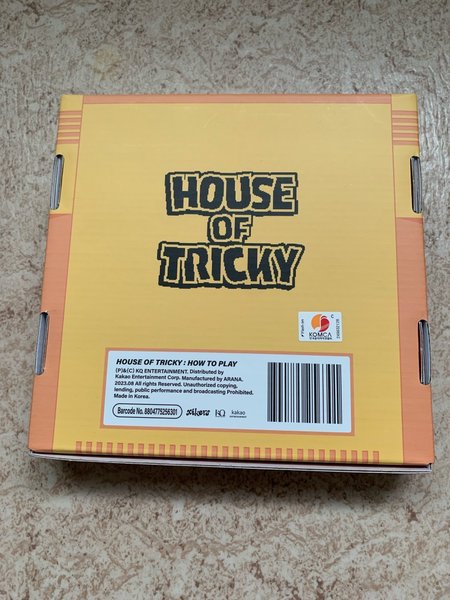 HOUSE
OF
TRICKY
KOMCA
HOUSE OF TRICKY : HOW TO PLAY
(P)&(C) KQ ENTERTAINMENT. Distributed by
Kakao Entertainment Corp. Manufactured by ARANA.
2023.08 All rights Reserved. Unauthorized copying,
lending, public performance and broadcasting Prohibited.
Made in Korea.
Barcode No. 8804775256301
xikers
KQ
kakao